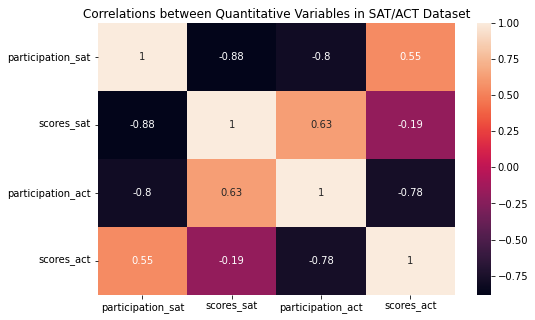 Correlations between Quantitative Variables in SAT/ACT Dataset
participation_sat 1 -0.88 -0.8 0.55
scores_sat -0.88 1 0.63 -0.19
participation_act -0.8 0.63 1 -0.78
scores_act 0.55 -0.19 -0.78 1
participation_sat scores_sat participation_act scores_act
1.00
0.75
0.50
0.25
0.00
−0.25
−0.50
−0.75